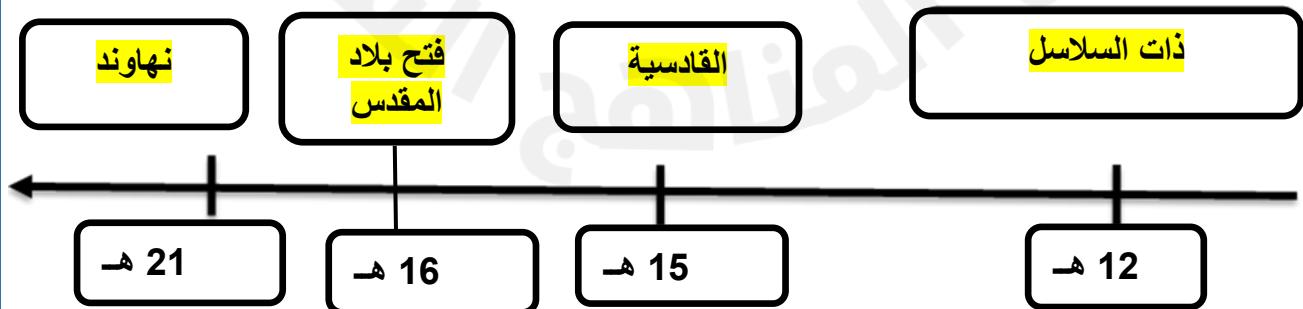 ذات السلاسل
القادسية
فتح بلاد
المقدس
نهاوند
12 هـ
15 هـ
16 هـ
21 هـ